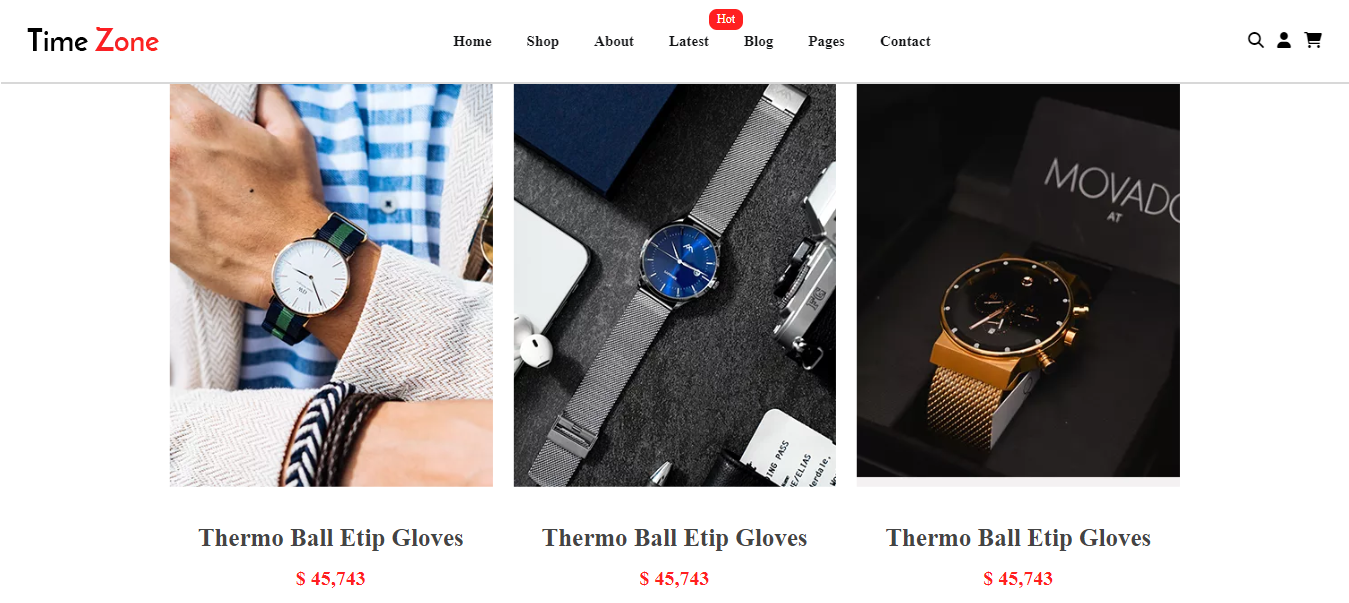 Hot
Time Zone
Home Shop About Latest Blog Pages Contact
MOVADO
AT
Thermo Ball Etip Gloves Thermo Ball Etip Gloves Thermo Ball Etip Gloves
$ 45,743 $ 45,743 $ 45,743